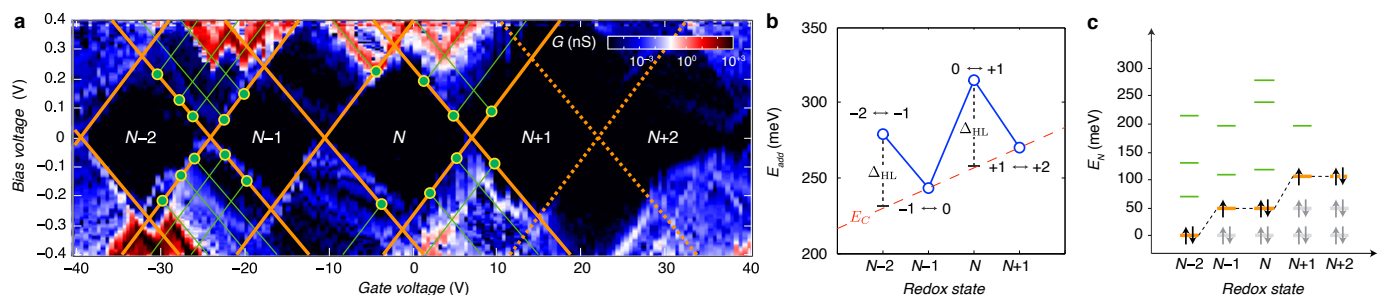 a
0.4
0.3
0.2
0.1
0
−0.1
−0.2
−0.3
−0.4
Bias voltage (V)
G (nS)
10⁻³ 10⁰ 10⁺³
N−2 N−1 N N+1 N+2
−40 −30 −20 −10 0 10 20 30 40
Gate voltage (V)
b
350
300
250
200
E_add (meV)
0 ↔ +1
−2 ↔ −1
Δ_HL
Δ_HL
+1 ↔ +2
−1 ↔ 0
E_C
N−2 N−1 N N+1
Redox state
c
300
250
200
150
100
50
0
E_N (meV)
N−2 N−1 N N+1 N+2
Redox state